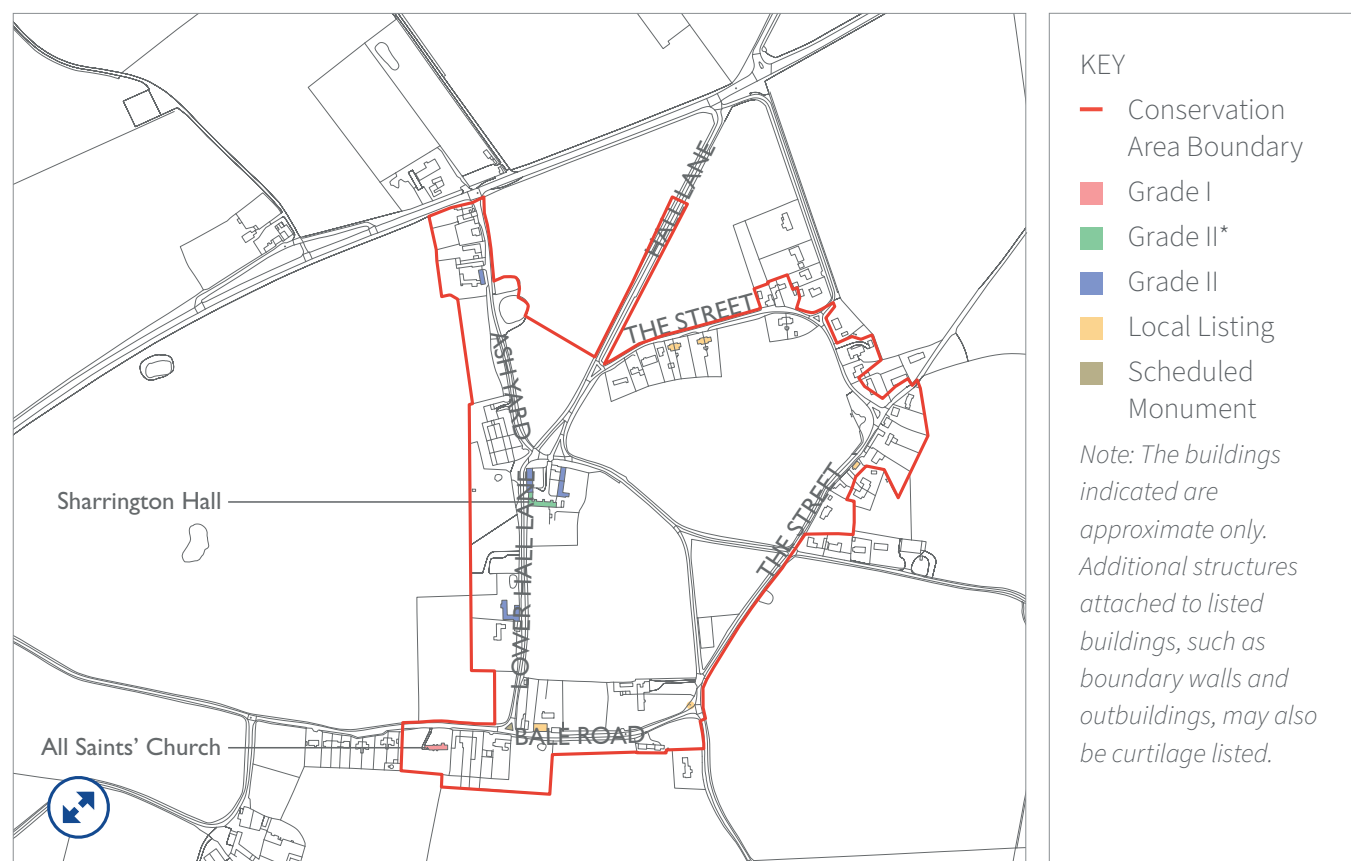 HALL LANE
THE STREET
ASHYARD
Sharrington Hall
LOWER HALL LANE
THE STREET
BALE ROAD
All Saints' Church
KEY
Conservation
Area Boundary
Grade I
Grade II*
Grade II
Local Listing
Scheduled
Monument
Note: The buildings
indicated are
approximate only.
Additional structures
attached to listed
buildings, such as
boundary walls and
outbuildings, may also
be curtilage listed.